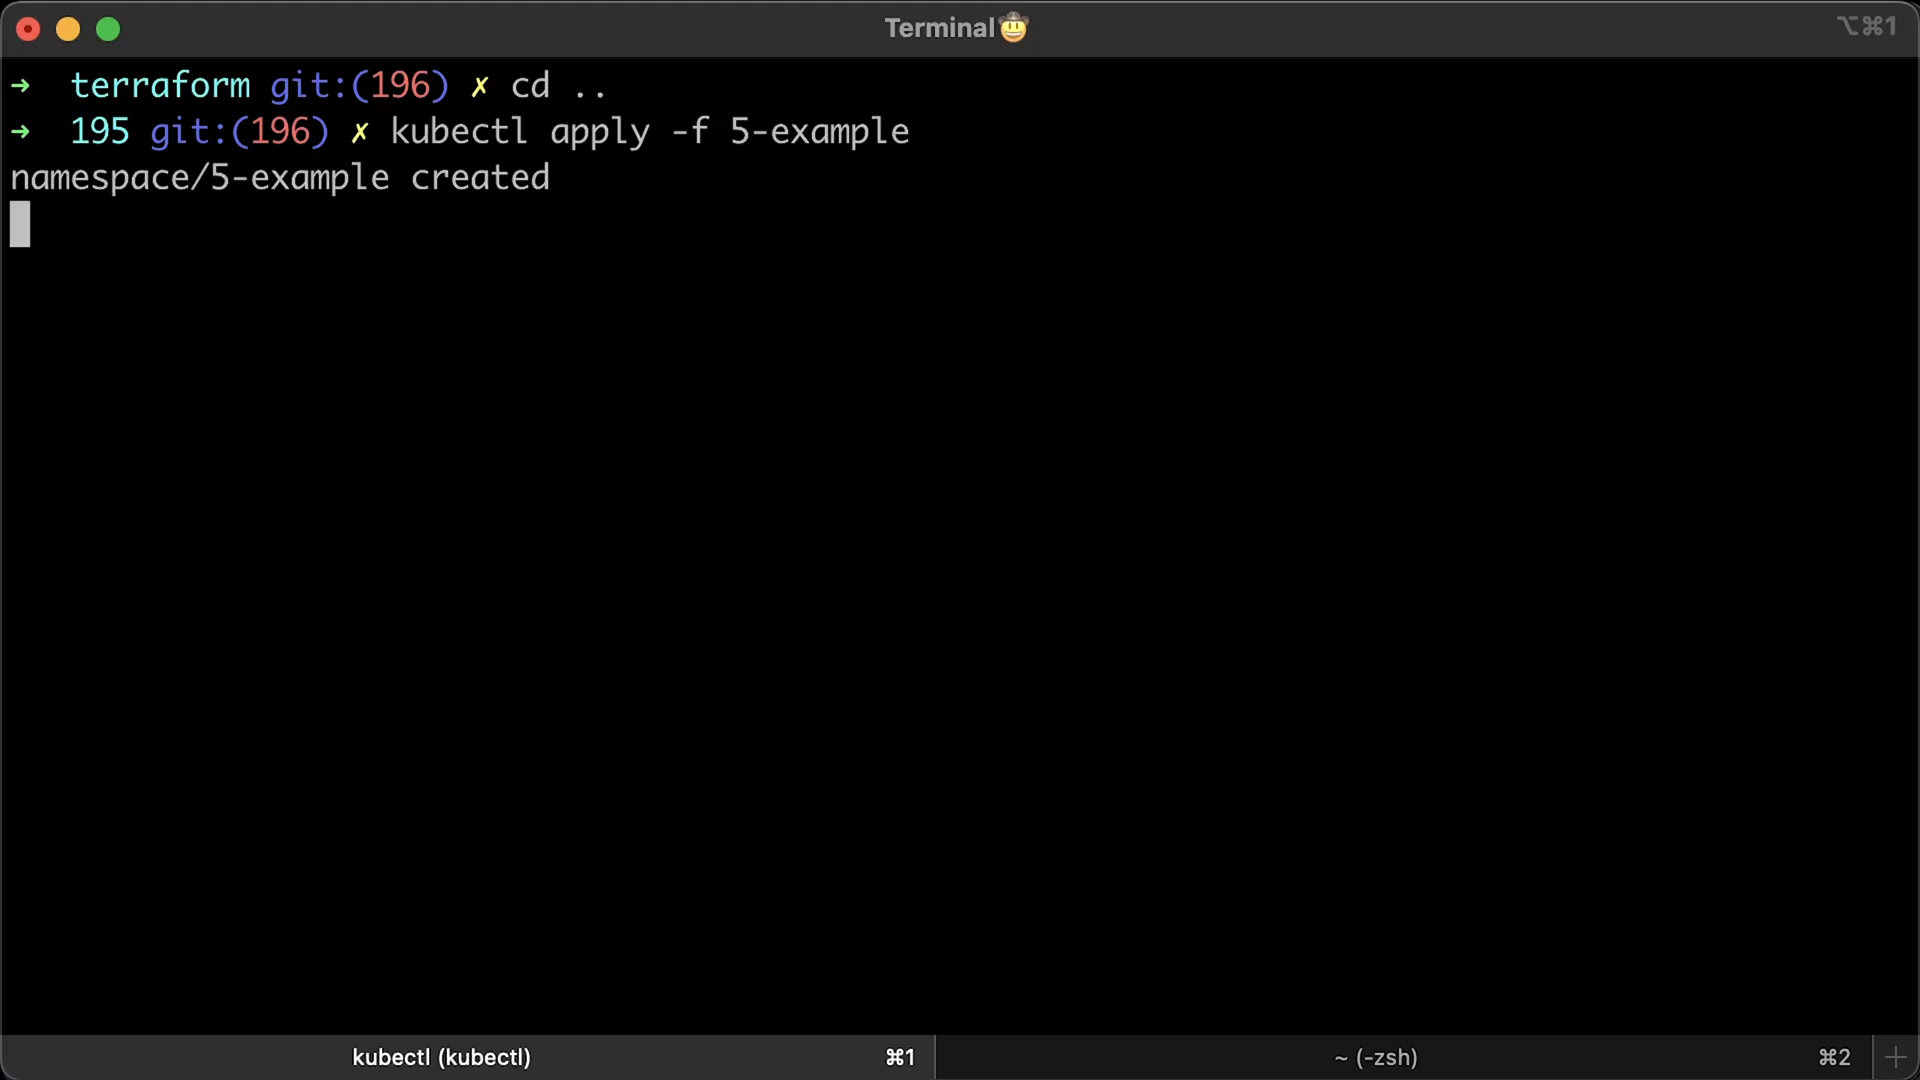 Terminal🤠
⌥⌘1
➜ terraform git:(196) ✗ cd ..
➜ 195 git:(196) ✗ kubectl apply -f 5-example
namespace/5-example created
kubectl (kubectl) ⌘1
~ (-zsh) ⌘2